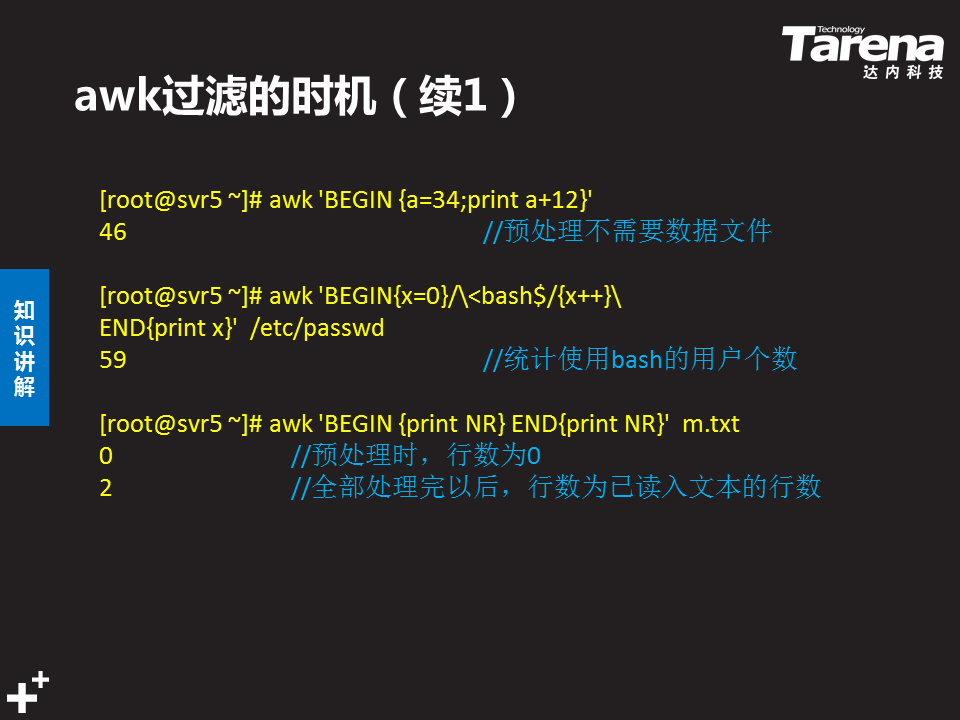 Technology
Tarena
达内科技
awk过滤的时机（续1）
[root@svr5 ~]# awk 'BEGIN {a=34;print a+12}'
46 //预处理不需要数据文件
[root@svr5 ~]# awk 'BEGIN{x=0}/\<bash$/{x++}\
END{print x}' /etc/passwd
59 //统计使用bash的用户个数
[root@svr5 ~]# awk 'BEGIN {print NR} END{print NR}' m.txt
0 //预处理时，行数为0
2 //全部处理完以后，行数为已读入文本的行数
知识讲解